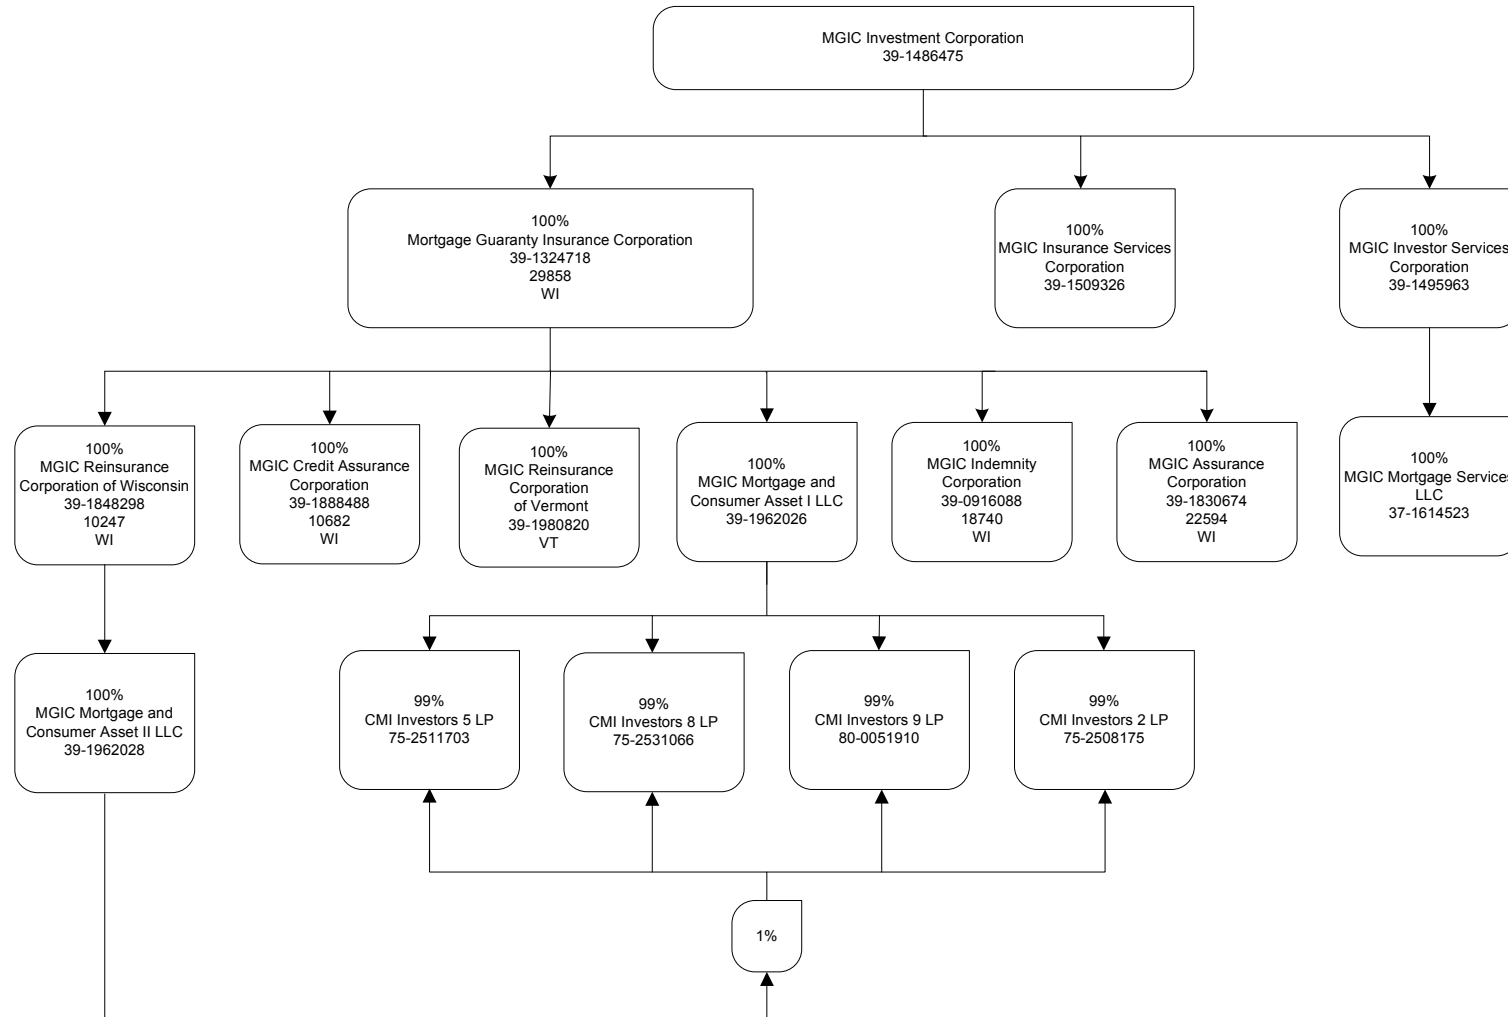 MGIC Investment Corporation
39-1486475
100%
Mortgage Guaranty Insurance Corporation
39-1324718
29858
WI
100%
MGIC Insurance Services
Corporation
39-1509326
100%
MGIC Investor Services
Corporation
39-1495963
100%
MGIC Reinsurance
Corporation of Wisconsin
39-1848298
10247
WI
100%
MGIC Credit Assurance
Corporation
39-1888488
10682
WI
100%
MGIC Reinsurance
Corporation
of Vermont
39-1980820
VT
100%
MGIC Mortgage and
Consumer Asset I LLC
39-1962026
100%
MGIC Indemnity
Corporation
39-0916088
18740
WI
100%
MGIC Assurance
Corporation
39-1830674
22594
WI
100%
MGIC Mortgage Services
LLC
37-1614523
100%
MGIC Mortgage and
Consumer Asset II LLC
39-1962028
99%
CMI Investors 5 LP
75-2511703
99%
CMI Investors 8 LP
75-2531066
99%
CMI Investors 9 LP
80-0051910
99%
CMI Investors 2 LP
75-2508175
1%